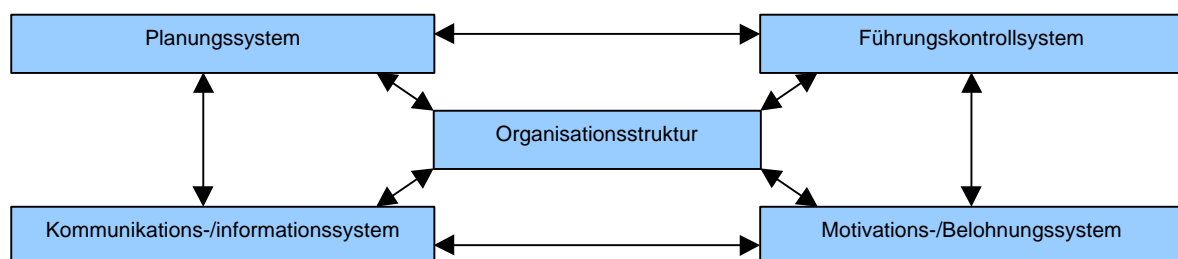 Planungssystem
Führungskontrollsystem
Organisationsstruktur
Kommunikations-/informationssystem
Motivations-/Belohnungssystem